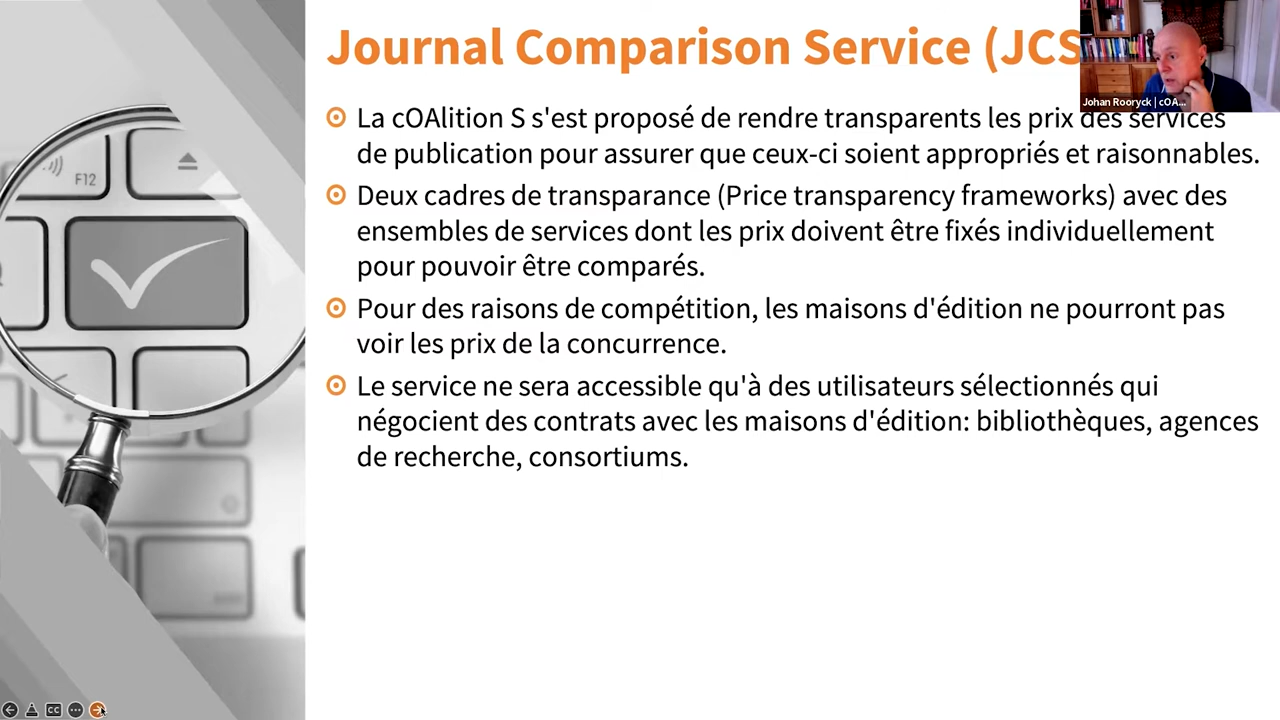 Journal Comparison Service (JCS
Johan Rooryck | cOA...
La cOAlition S s'est proposé de rendre transparents les prix des services
de publication pour assurer que ceux-ci soient appropriés et raisonnables.
Deux cadres de transparance (Price transparency frameworks) avec des
ensembles de services dont les prix doivent être fixés individuellement
pour pouvoir être comparés.
Pour des raisons de compétition, les maisons d'édition ne pourront pas
voir les prix de la concurrence.
Le service ne sera accessible qu'à des utilisateurs sélectionnés qui
négocient des contrats avec les maisons d'édition: bibliothèques, agences
de recherche, consortiums.
F12
CC